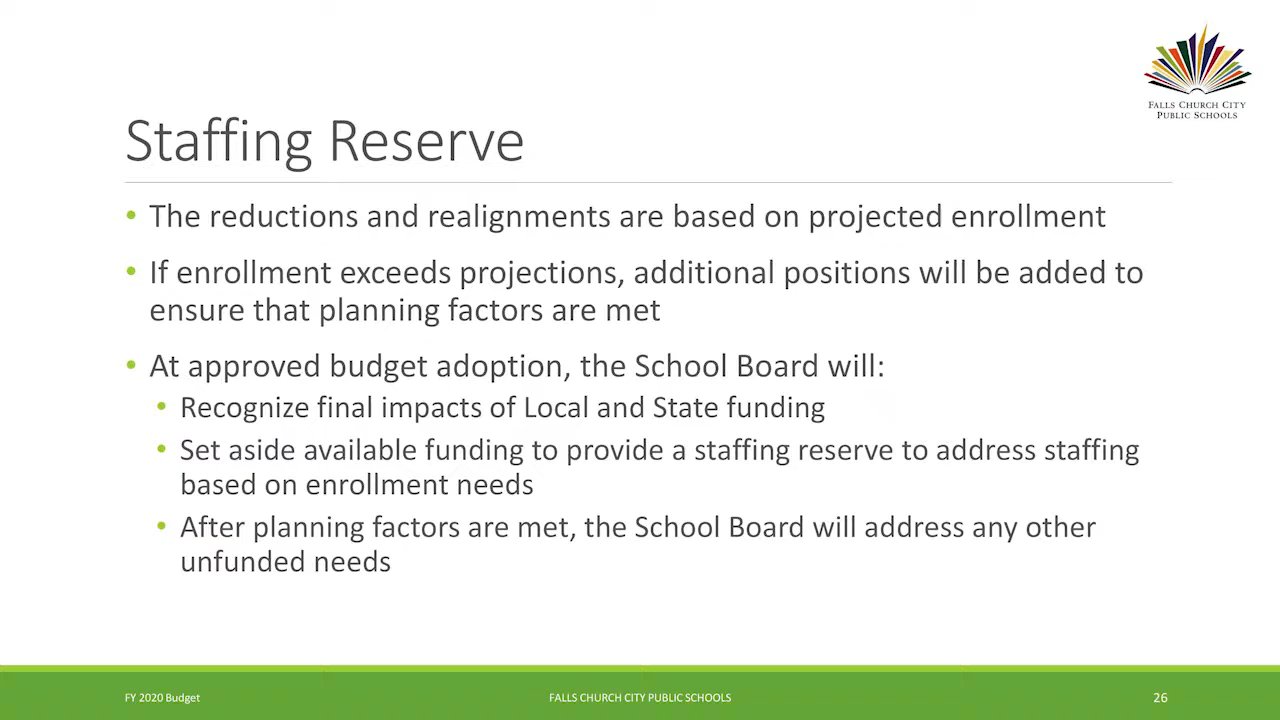 FALLS CHURCH CITY
PUBLIC SCHOOLS
Staffing Reserve
• The reductions and realignments are based on projected enrollment
• If enrollment exceeds projections, additional positions will be added to
ensure that planning factors are met
• At approved budget adoption, the School Board will:
• Recognize final impacts of Local and State funding
• Set aside available funding to provide a staffing reserve to address staffing
based on enrollment needs
• After planning factors are met, the School Board will address any other
unfunded needs
FY 2020 Budget
FALLS CHURCH CITY PUBLIC SCHOOLS
26